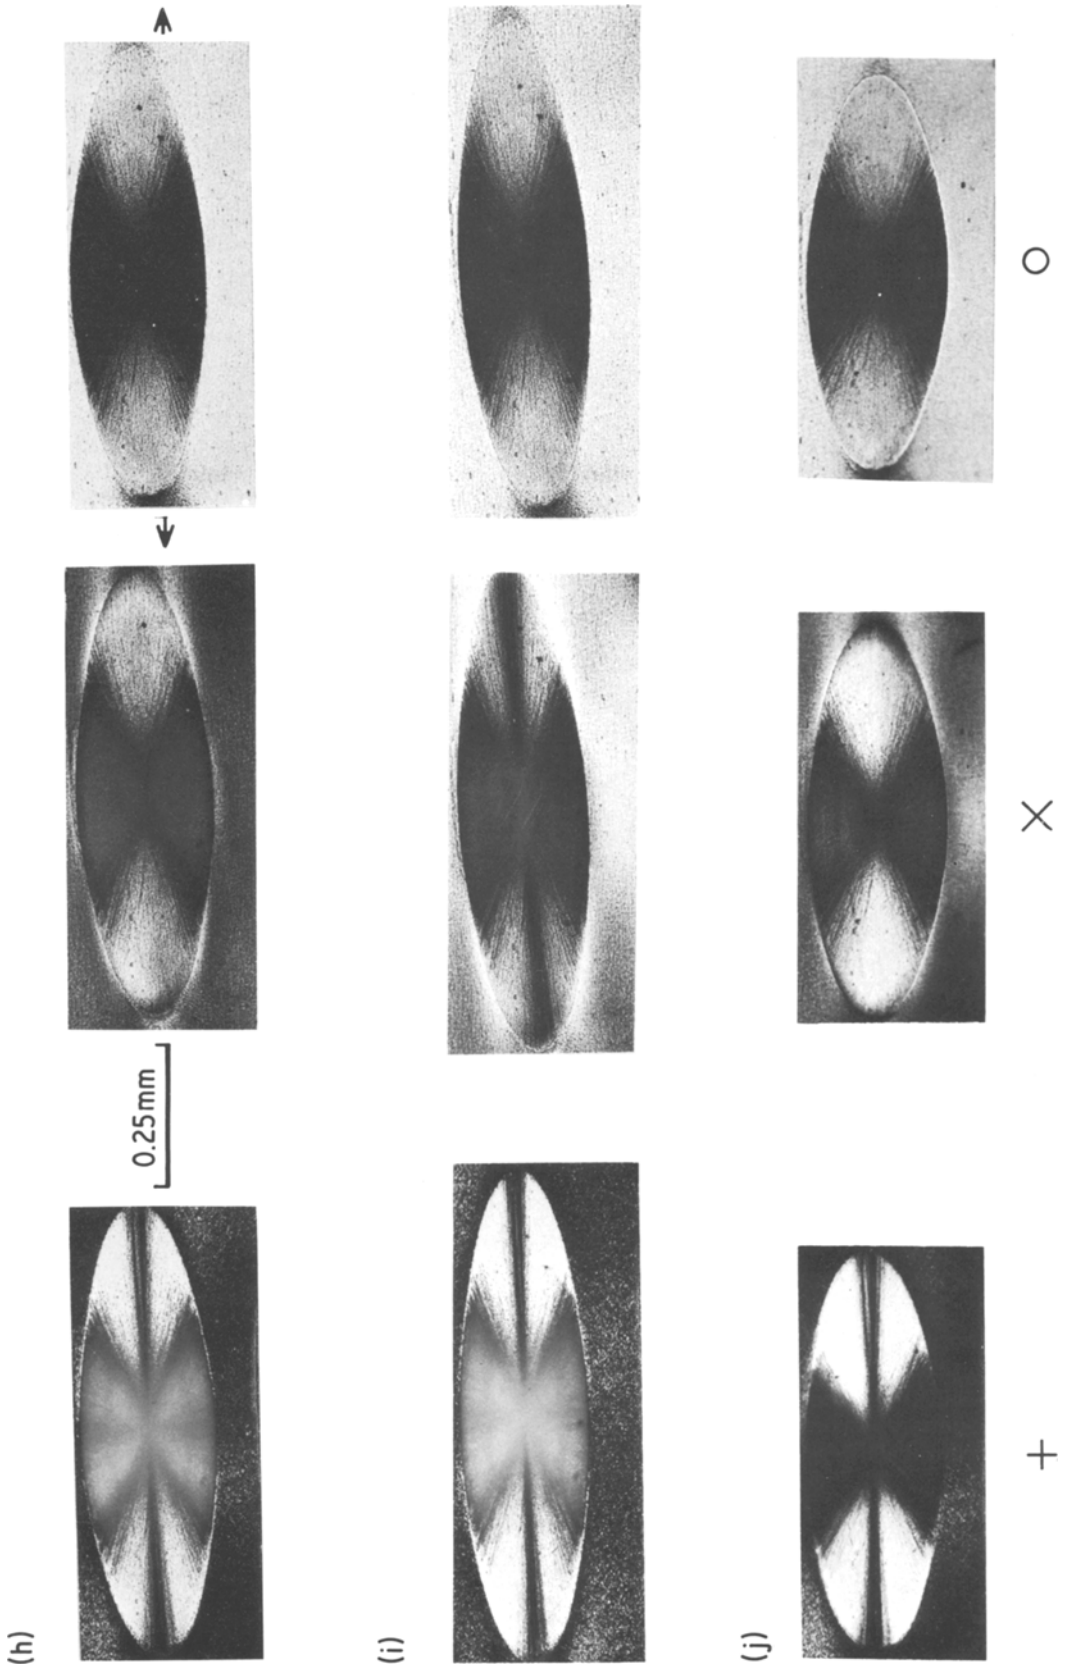 (h)
0.25mm
(i)
(j)
+ × ○